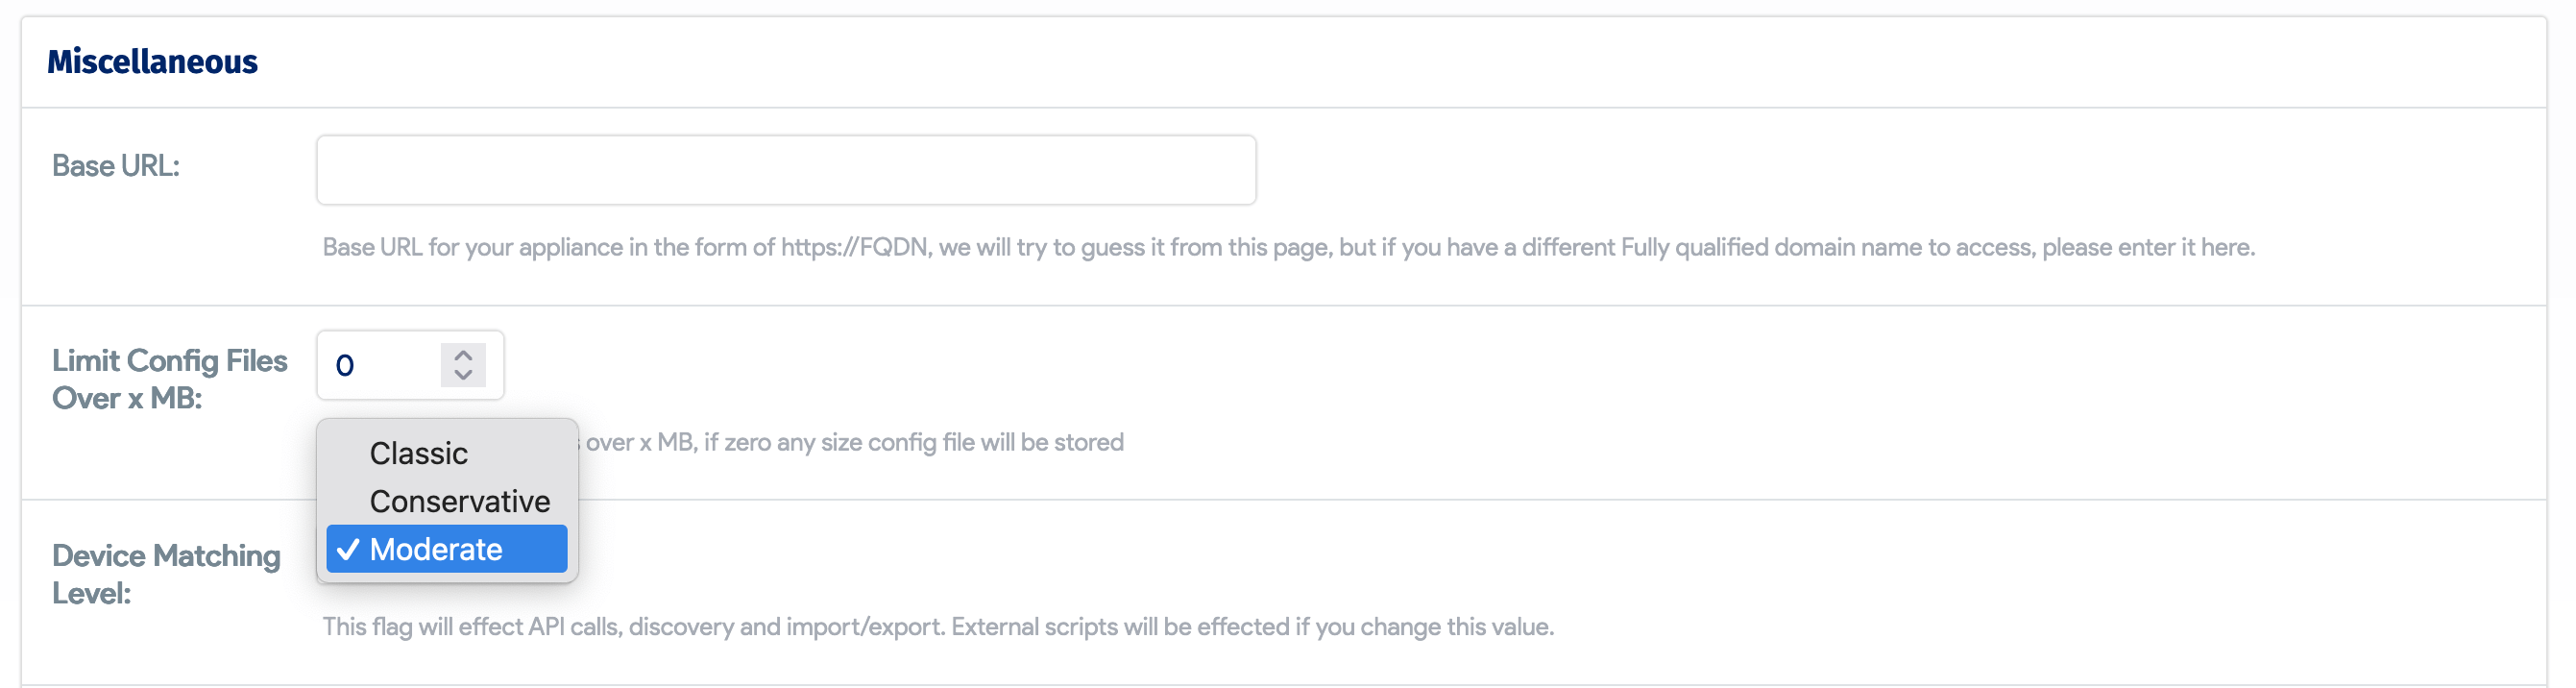 Miscellaneous
Base URL:
Base URL for your appliance in the form of https://FQDN, we will try to guess it from this page, but if you have a different Fully qualified domain name to access, please enter it here.
Limit Config Files
Over x MB:
0
over x MB, if zero any size config file will be stored
Classic
Conservative
✓ Moderate
Device Matching
Level:
This flag will effect API calls, discovery and import/export. External scripts will be effected if you change this value.